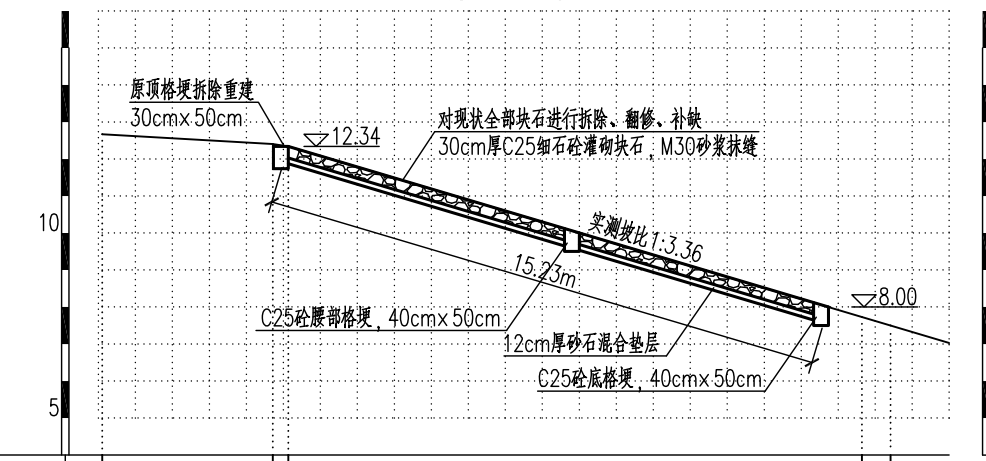 原顶格埂拆除重建
30cm×50cm
12.34
对现状全部块石进行拆除、翻修、补缺
30cm厚C25细石砼灌砌块石，M30砂浆抹缝
10
实测坡比1:3.36
15.23m
8.00
C25砼腰部格埂，40cm×50cm
12cm厚砂石混合垫层
C25砼底格埂，40cm×50cm
5